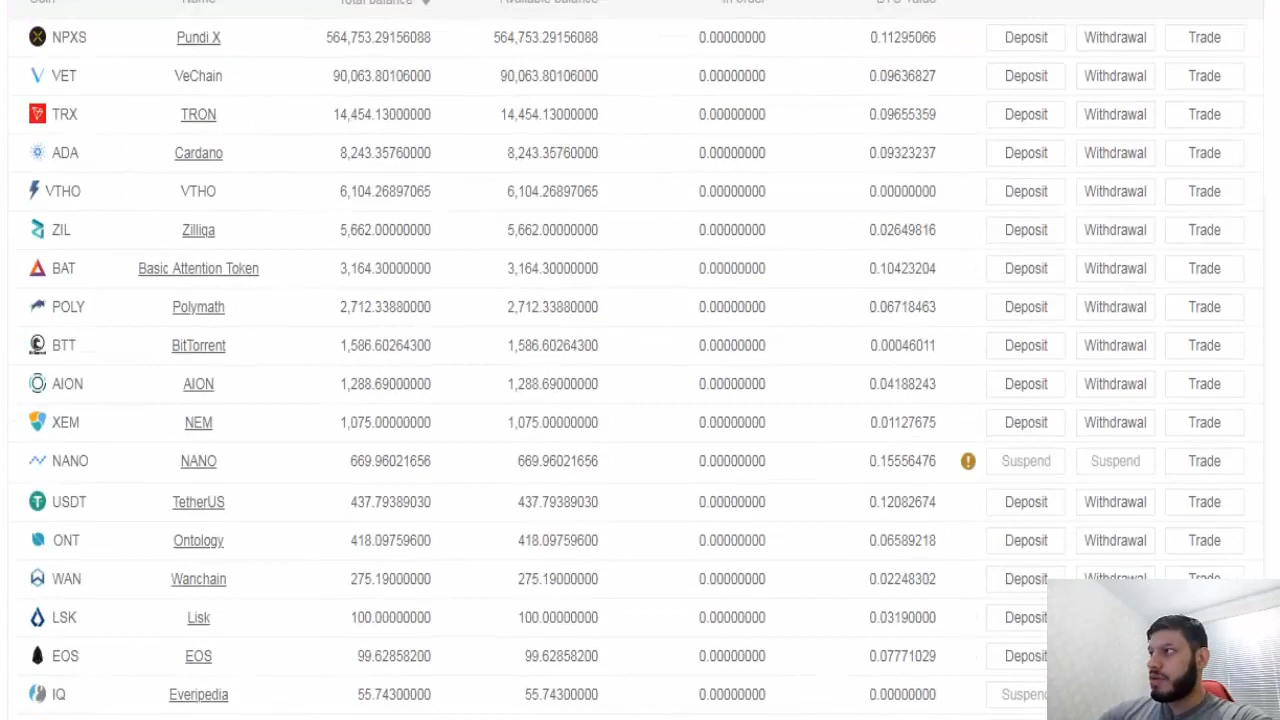 Coin Name Total balance Available balance In order BTC Value
NPXS Pundi X 564,753.29156088 564,753.29156088 0.00000000 0.11295066 Deposit Withdrawal Trade
VET VeChain 90,063.80106000 90,063.80106000 0.00000000 0.09636827 Deposit Withdrawal Trade
TRX TRON 14,454.13000000 14,454.13000000 0.00000000 0.09655359 Deposit Withdrawal Trade
ADA Cardano 8,243.35760000 8,243.35760000 0.00000000 0.09323237 Deposit Withdrawal Trade
VTHO VTHO 6,104.26897065 6,104.26897065 0.00000000 0.00000000 Deposit Withdrawal Trade
ZIL Zilliqa 5,662.00000000 5,662.00000000 0.00000000 0.02649816 Deposit Withdrawal Trade
BAT Basic Attention Token 3,164.30000000 3,164.30000000 0.00000000 0.10423204 Deposit Withdrawal Trade
POLY Polymath 2,712.33880000 2,712.33880000 0.00000000 0.06718463 Deposit Withdrawal Trade
BTT BitTorrent 1,586.60264300 1,586.60264300 0.00000000 0.00046011 Deposit Withdrawal Trade
AION AION 1,288.69000000 1,288.69000000 0.00000000 0.04188243 Deposit Withdrawal Trade
XEM NEM 1,075.00000000 1,075.00000000 0.00000000 0.01127675 Deposit Withdrawal Trade
NANO NANO 669.96021656 669.96021656 0.00000000 0.15556476 Suspend Suspend Trade
USDT TetherUS 437.79389030 437.79389030 0.00000000 0.12082674 Deposit Withdrawal Trade
ONT Ontology 418.09759600 418.09759600 0.00000000 0.06589218 Deposit Withdrawal Trade
WAN Wanchain 275.19000000 275.19000000 0.00000000 0.02248302 Deposit Withdrawal Trade
LSK Lisk 100.00000000 100.00000000 0.00000000 0.03190000 Deposit
EOS EOS 99.62858200 99.62858200 0.00000000 0.07771029 Deposit
IQ Everipedia 55.74300000 55.74300000 0.00000000 0.00000000 Suspend